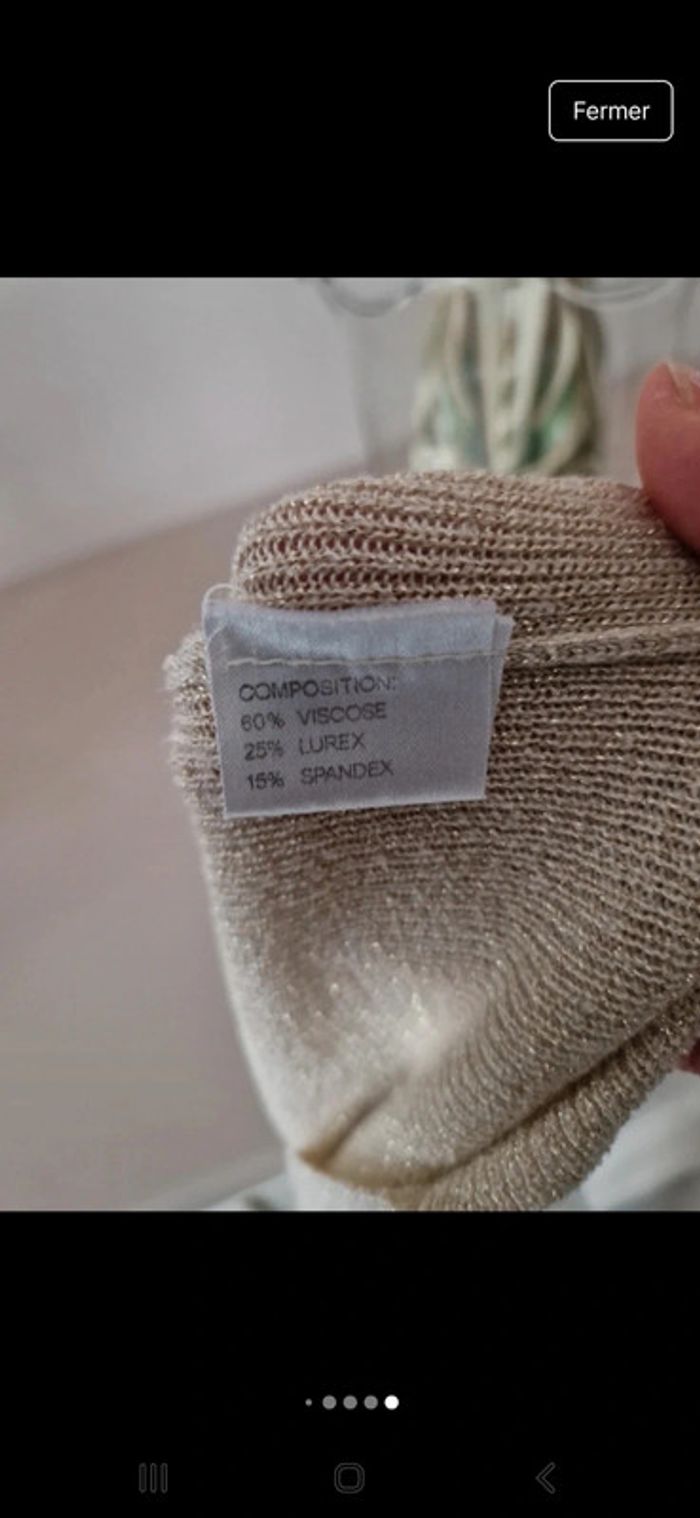 Fermer
COMPOSITION:
60% VISCOSE
25% LUREX
15% SPANDEX